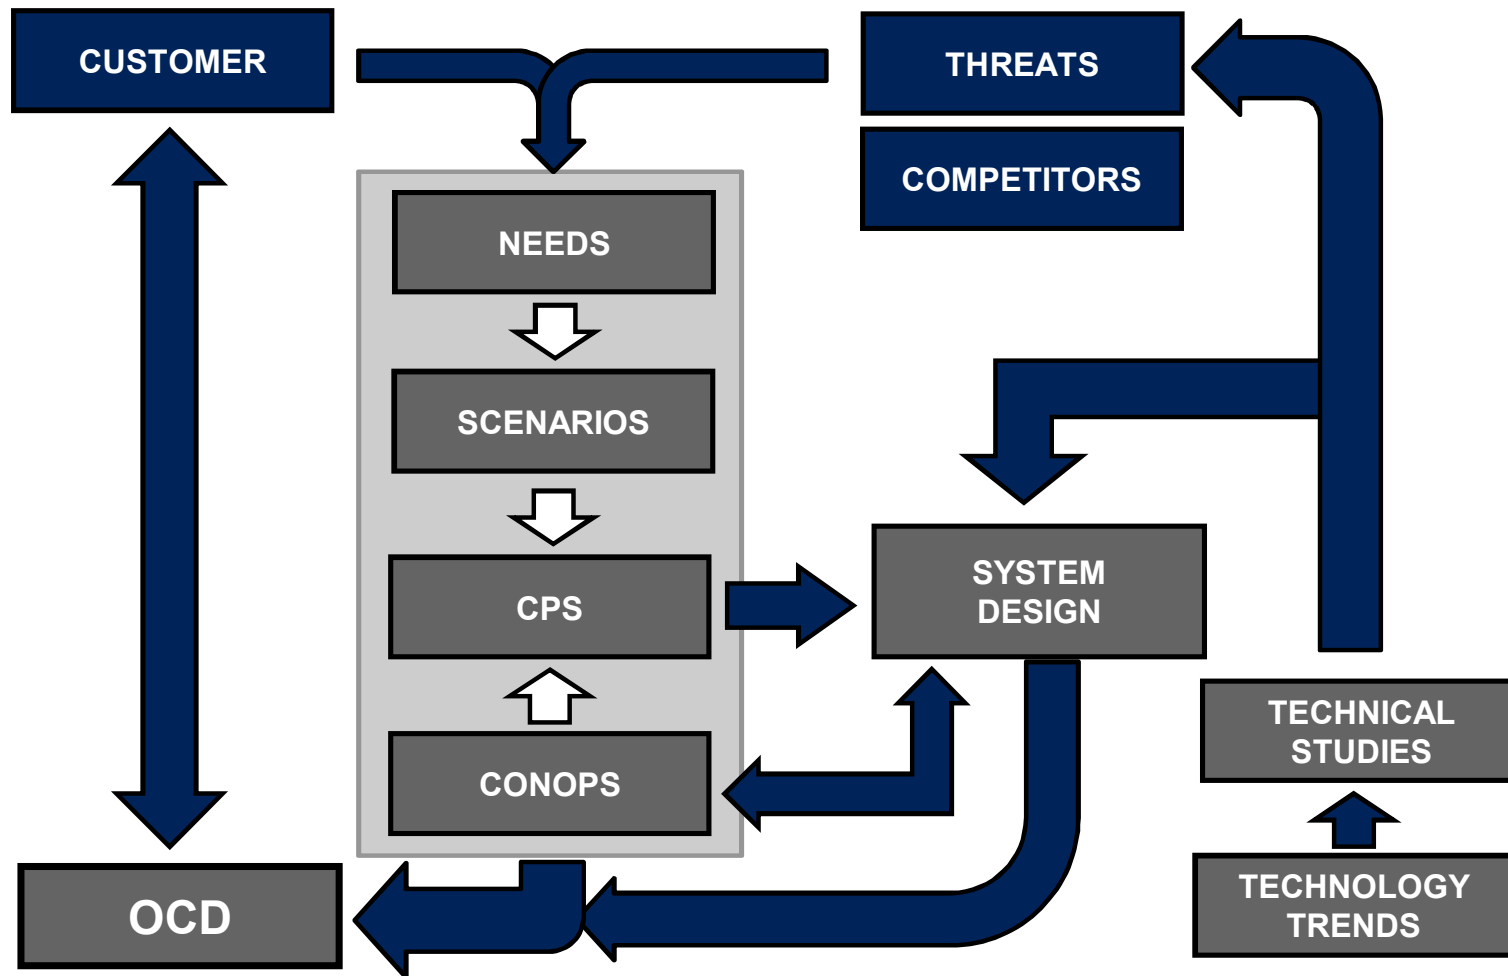 CUSTOMER
THREATS
COMPETITORS
NEEDS
SCENARIOS
CPS
SYSTEM
DESIGN
CONOPS
TECHNICAL
STUDIES
OCD
TECHNOLOGY
TRENDS